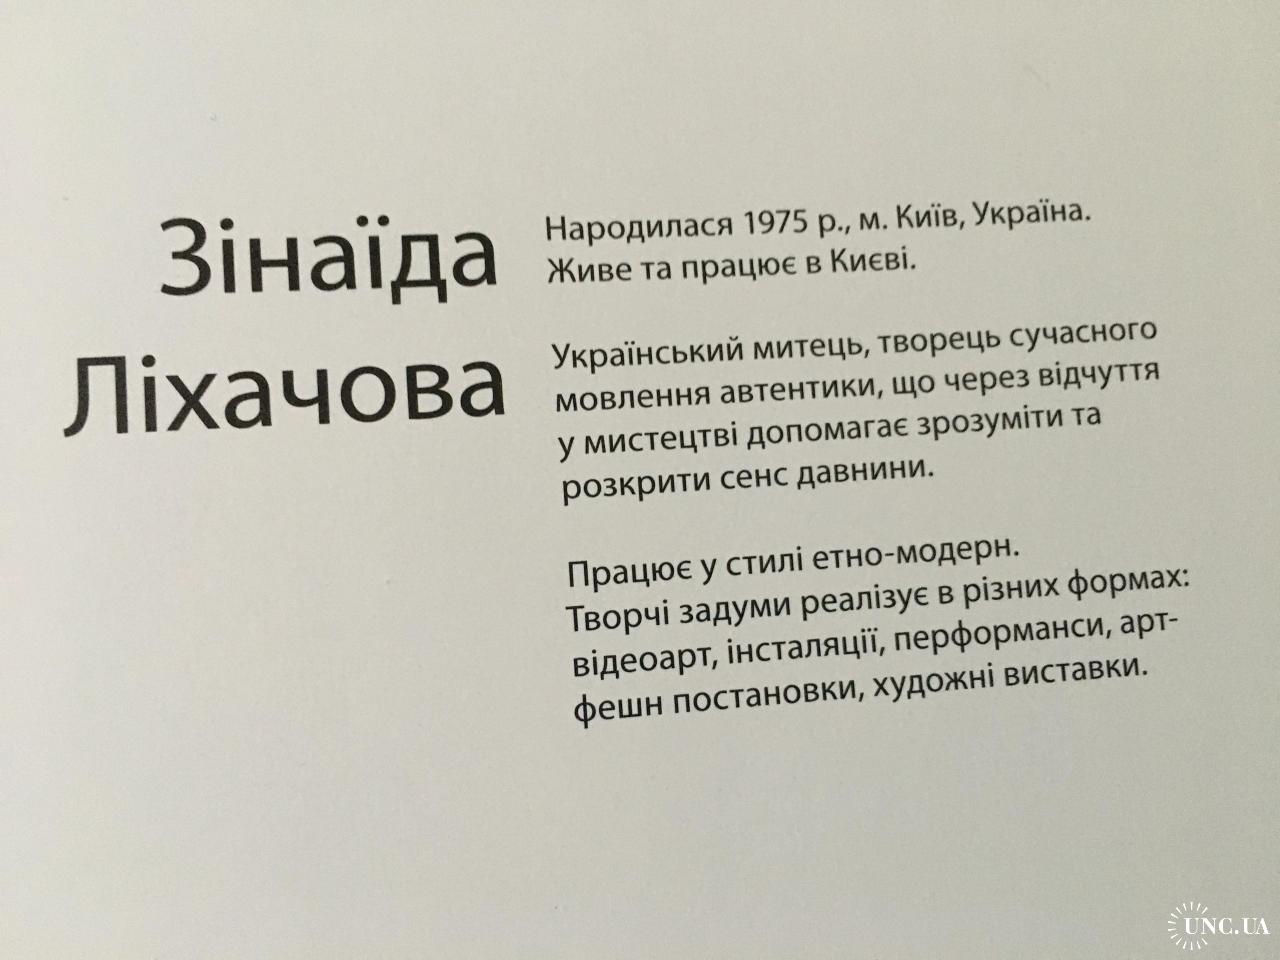 Зінаїда
Ліхачова
Народилася 1975 р., м. Київ, Україна.
Живе та працює в Києві.
Український митець, творець сучасного
мовлення автентики, що через відчуття
у мистецтві допомагає зрозуміти та
розкрити сенс давнини.
Працює у стилі етно-модерн.
Творчі задуми реалізує в різних формах:
відеоарт, інсталяції, перформанси, арт-
фешн постановки, художні виставки.
UNC.UA